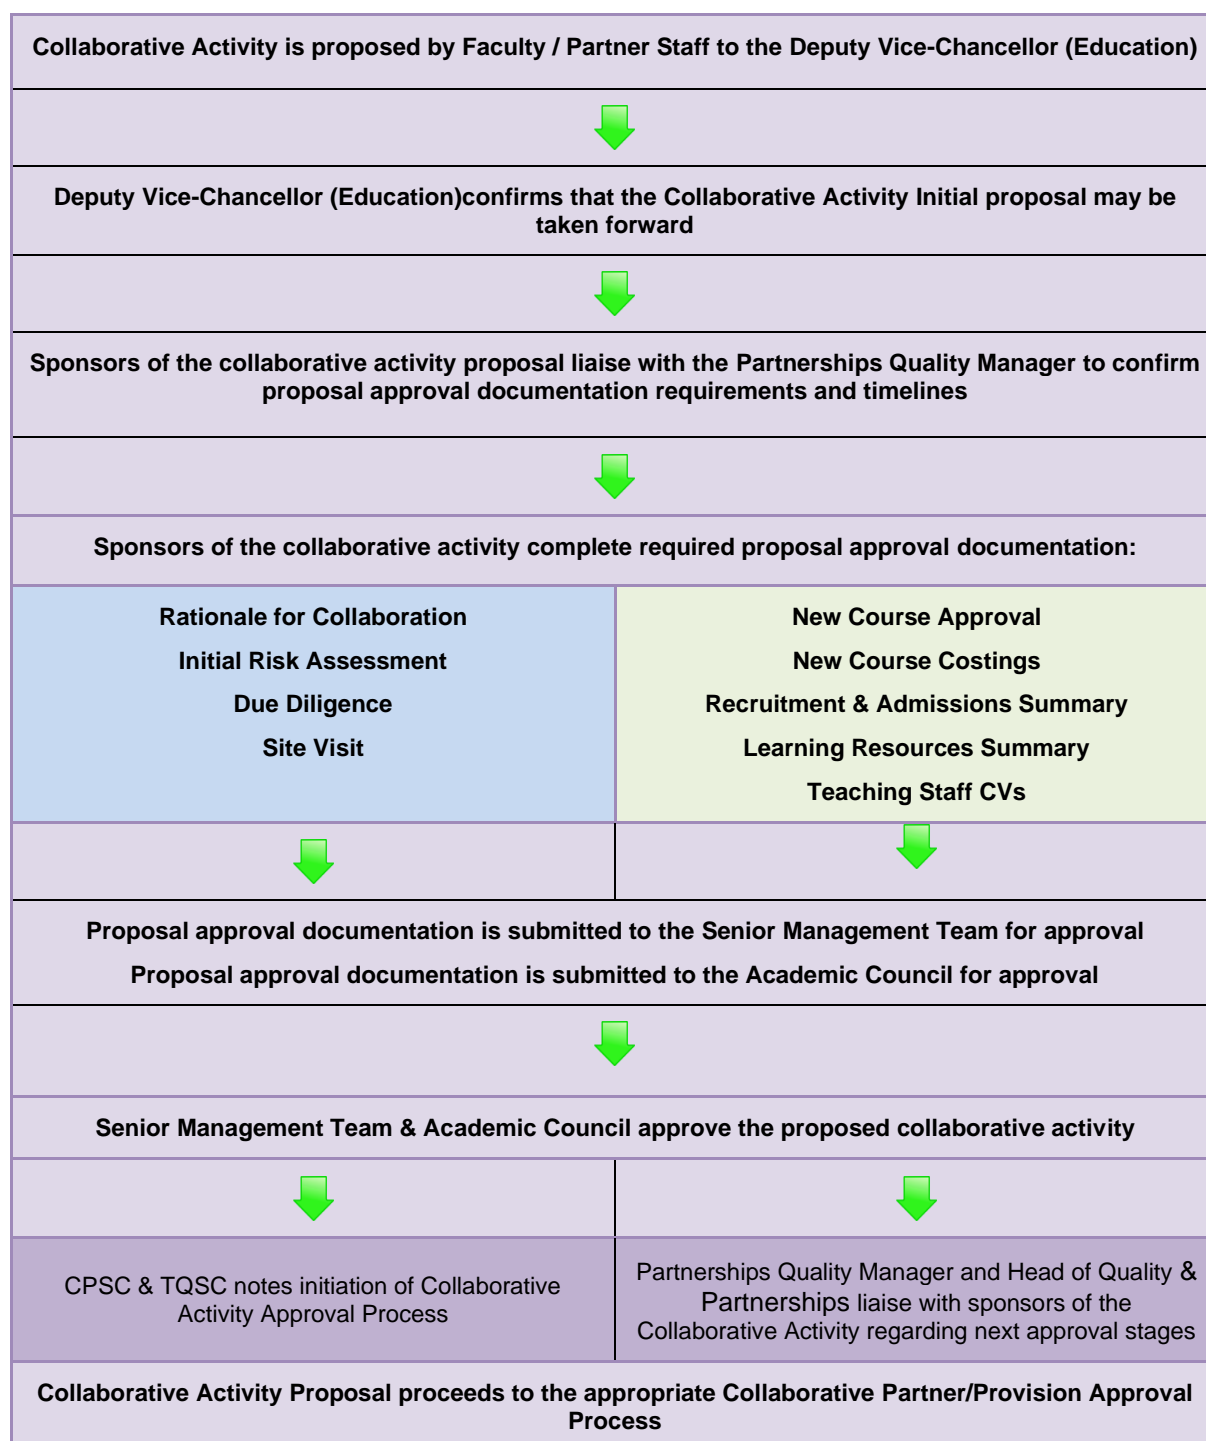 Collaborative Activity is proposed by Faculty / Partner Staff to the Deputy Vice-Chancellor (Education)
Deputy Vice-Chancellor (Education)confirms that the Collaborative Activity Initial proposal may be
taken forward
Sponsors of the collaborative activity proposal liaise with the Partnerships Quality Manager to confirm
proposal approval documentation requirements and timelines
Sponsors of the collaborative activity complete required proposal approval documentation:
Rationale for Collaboration
Initial Risk Assessment
Due Diligence
Site Visit
New Course Approval
New Course Costings
Recruitment & Admissions Summary
Learning Resources Summary
Teaching Staff CVs
Proposal approval documentation is submitted to the Senior Management Team for approval
Proposal approval documentation is submitted to the Academic Council for approval
Senior Management Team & Academic Council approve the proposed collaborative activity
CPSC & TQSC notes initiation of Collaborative
Activity Approval Process
Partnerships Quality Manager and Head of Quality &
Partnerships liaise with sponsors of the
Collaborative Activity regarding next approval stages
Collaborative Activity Proposal proceeds to the appropriate Collaborative Partner/Provision Approval
Process